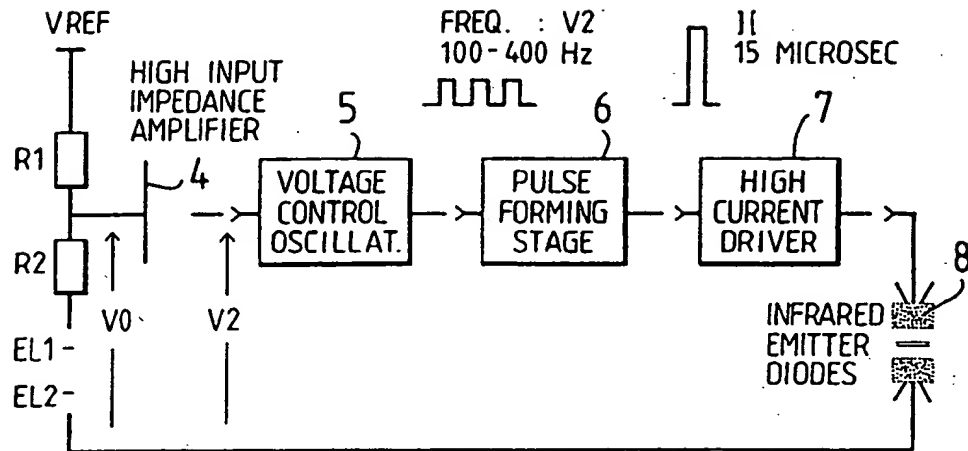 VREF
HIGH INPUT
IMPEDANCE
AMPLIFIER
4
R1
R2
V0
V2
EL1
EL2
5
VOLTAGE
CONTROL
OSCILLAT.
FREQ. : V2
100-400 Hz
6
PULSE
FORMING
STAGE
15 MICROSEC
7
HIGH
CURRENT
DRIVER
8
INFRARED
EMITTER
DIODES